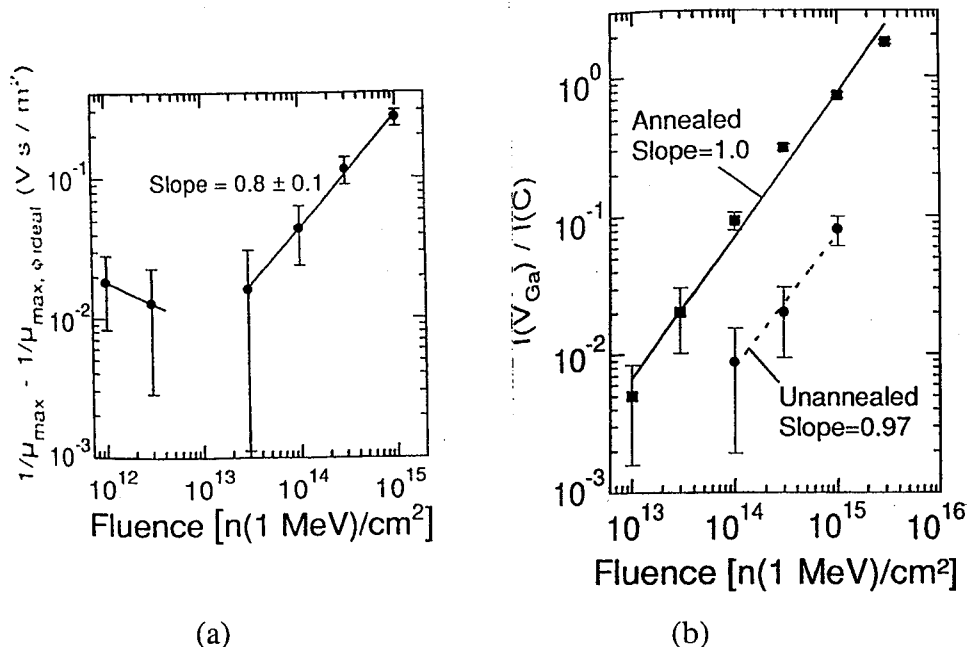 (a)
1/μmax - 1/μmax, φ ideal (V s / m²)
10⁻¹
10⁻²
10⁻³
Slope = 0.8 ± 0.1
10¹² 10¹³ 10¹⁴ 10¹⁵
Fluence [n(1 MeV)/cm²]
(a)
(b)
I(VGa) / I(C)
10⁰
10⁻¹
10⁻²
10⁻³
Annealed
Slope=1.0
Unannealed
Slope=0.97
10¹³ 10¹⁴ 10¹⁵ 10¹⁶
Fluence [n(1 MeV)/cm²]
(b)